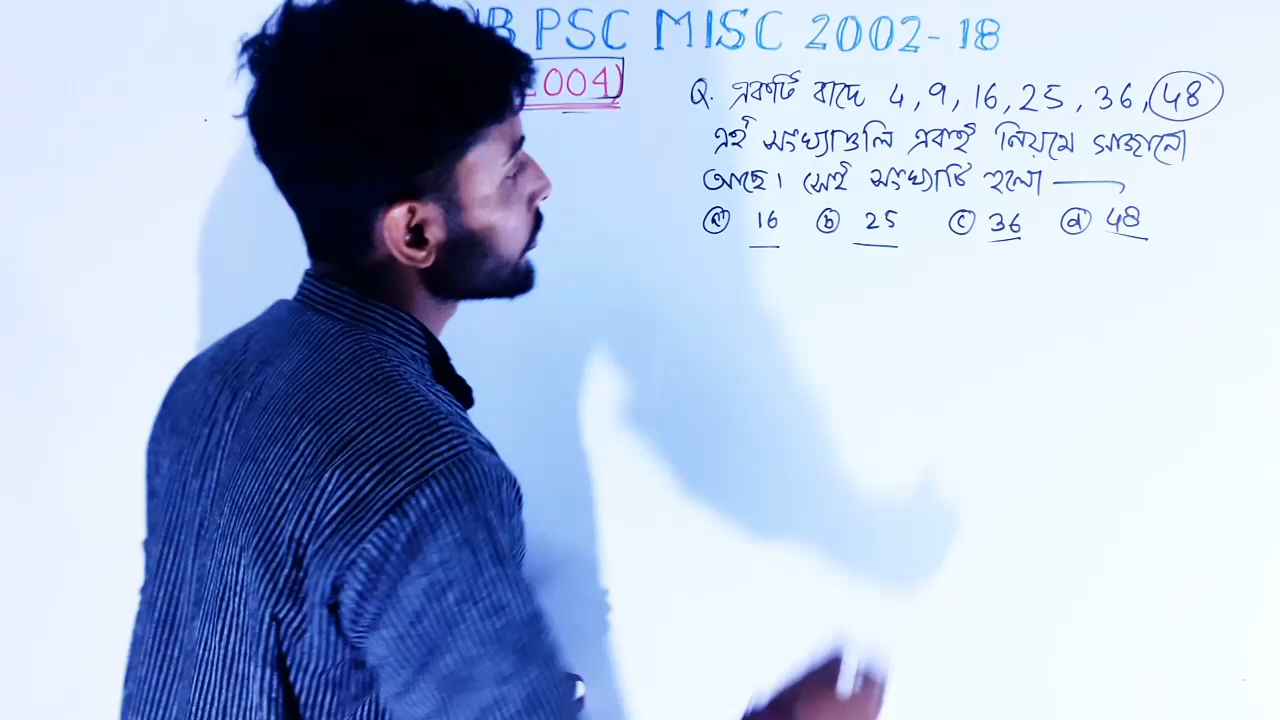 B PSC MISC 2002-18
2004)
Q. একটি বাদে 4, 9, 16, 25, 36, 48
এই সংখ্যাগুলি একই নিয়মে সাজানো
আছে। সেই সংখ্যাটি হলো —
ⓐ 16 ⓑ 25 ⓒ 36 ⓓ 48